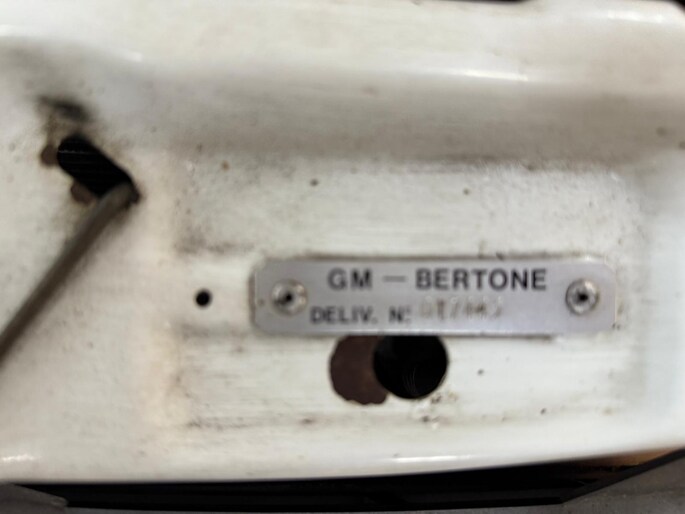 GM — BERTONE
DELIV. N: